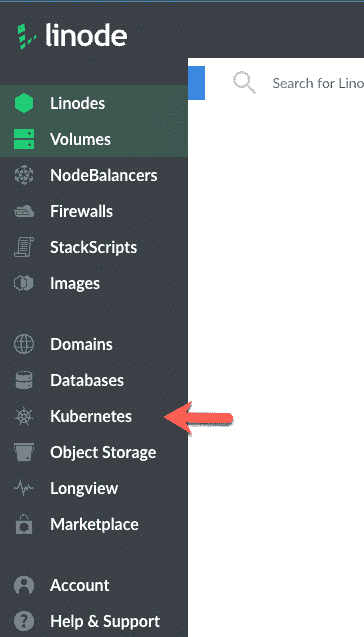 linode
Search for Lino
Linodes
Volumes
NodeBalancers
Firewalls
StackScripts
Images
Domains
Databases
Kubernetes
Object Storage
Longview
Marketplace
Account
Help & Support